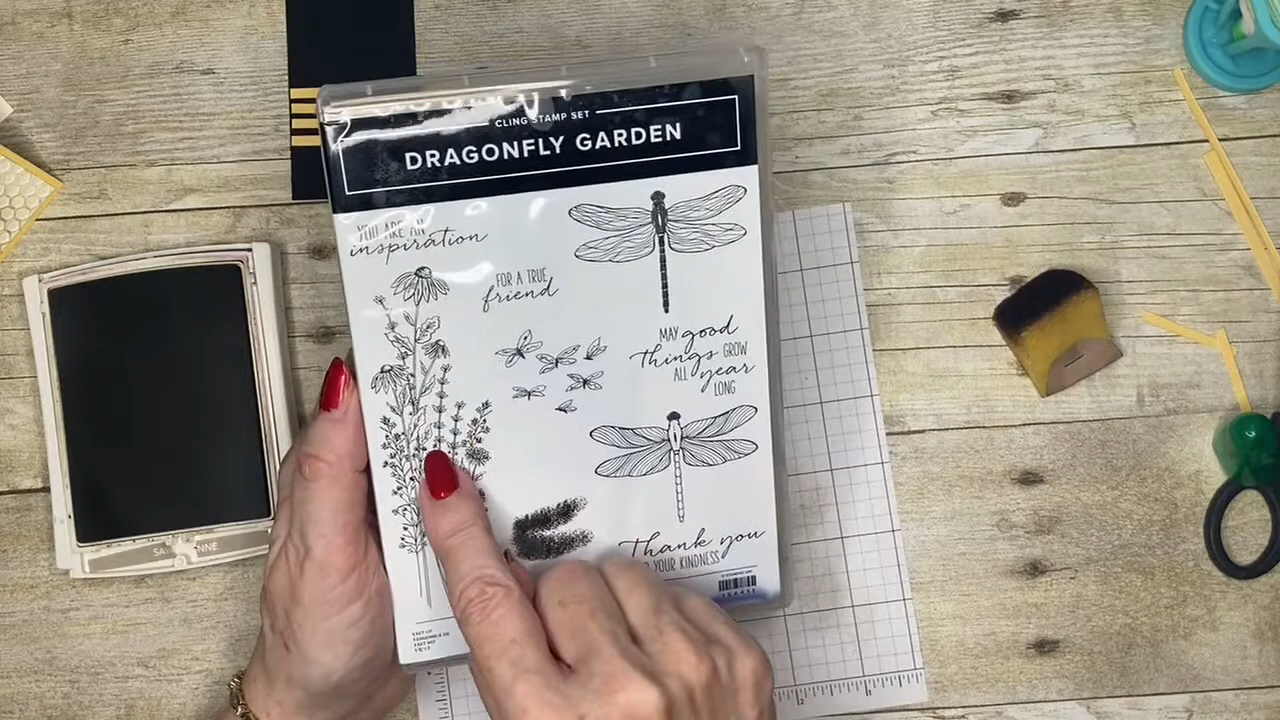 CLING STAMP SET
DRAGONFLY GARDEN
YOU ARE AN
inspiration
FOR A TRUE
friend
MAY good
things GROW
ALL year
LONG
Thank you
YOUR KINDNESS